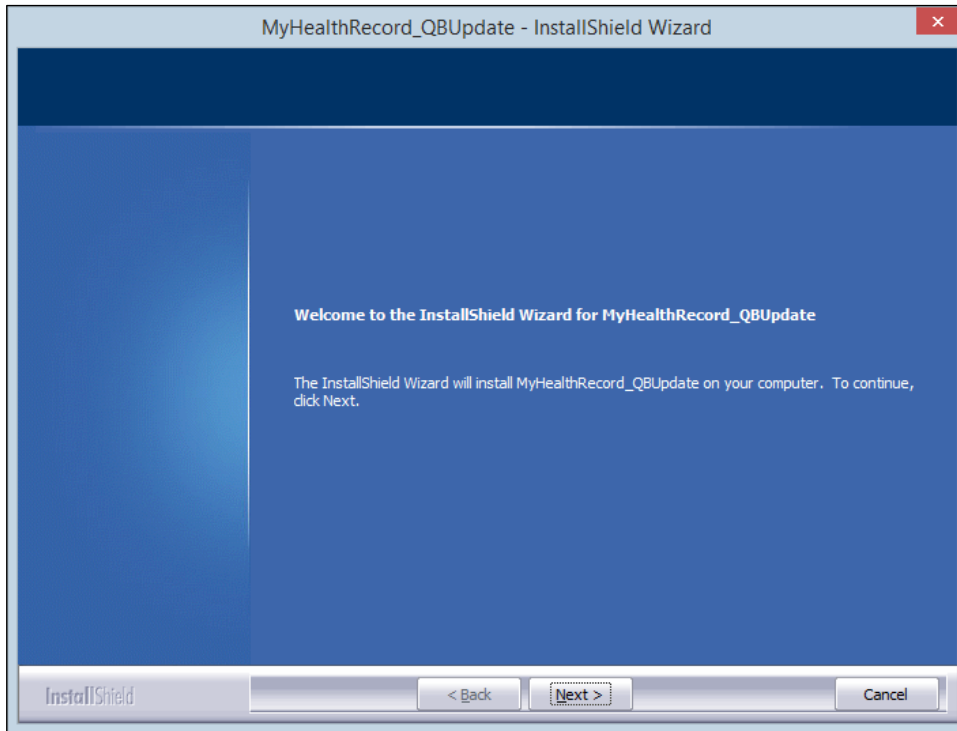 MyHealthRecord_QBUpdate - InstallShield Wizard
Welcome to the InstallShield Wizard for MyHealthRecord_QBUpdate
The InstallShield Wizard will install MyHealthRecord_QBUpdate on your computer. To continue,
click Next.
InstallShield
< Back
Next >
Cancel